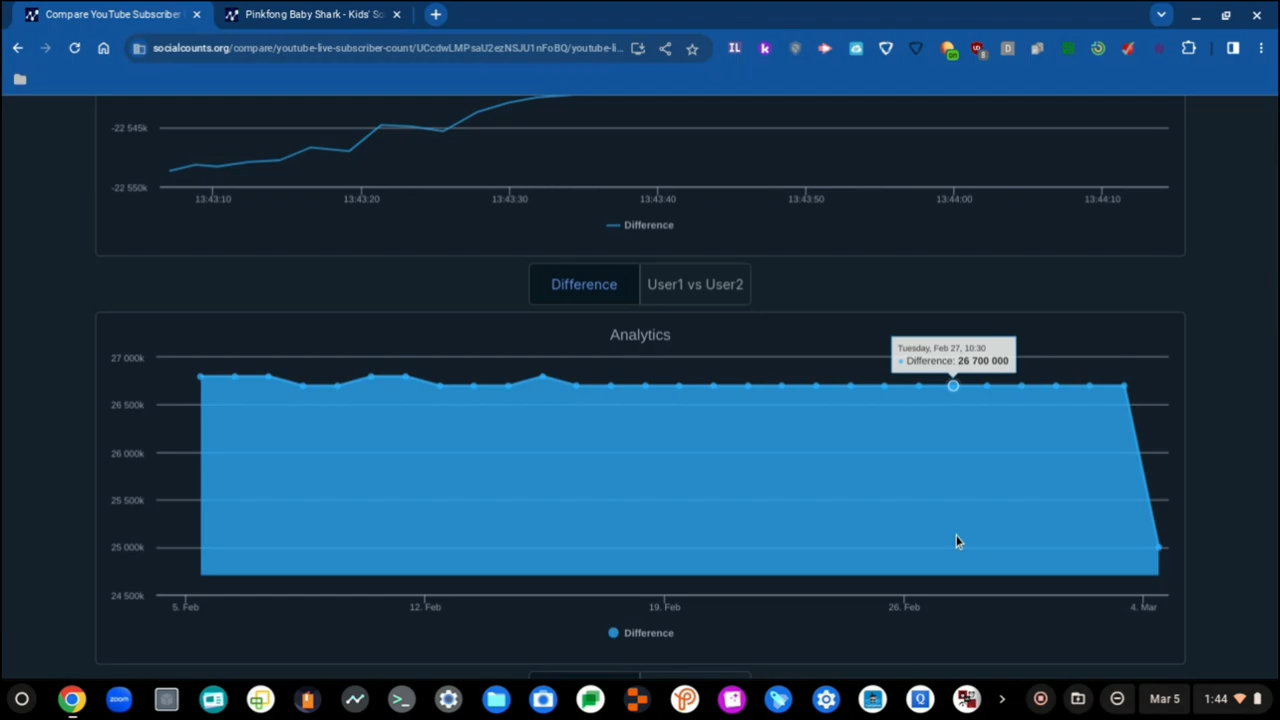 Compare YouTube Subscriber
Pinkfong Baby Shark - Kids' So
socialcounts.org/compare/youtube-live-subscriber-count/UCcdwLMPsaU2ezNSJU1nFoBQ/youtube-li...
-22 545k
-22 550k
13:43:10 13:43:20 13:43:30 13:43:40 13:43:50 13:44:00 13:44:10
Difference
Difference User1 vs User2
Analytics
Tuesday, Feb 27, 10:30
Difference: 26 700 000
27 000k
26 500k
26 000k
25 500k
25 000k
24 500k
5. Feb 12. Feb 19. Feb 26. Feb 4. Mar
Difference
zoom
Mar 5 1:44